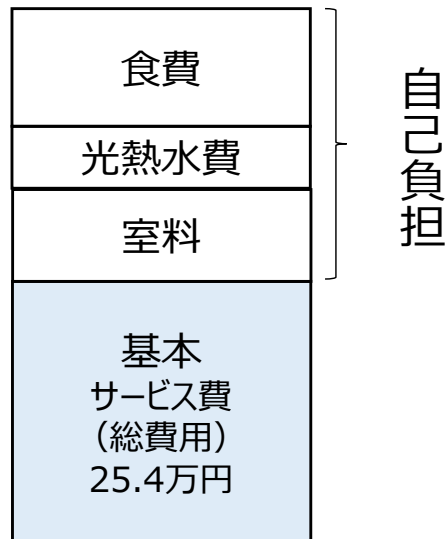 食費
光熱水費
室料
基本
サービス費
（総費用）
25.4万円
自己負担